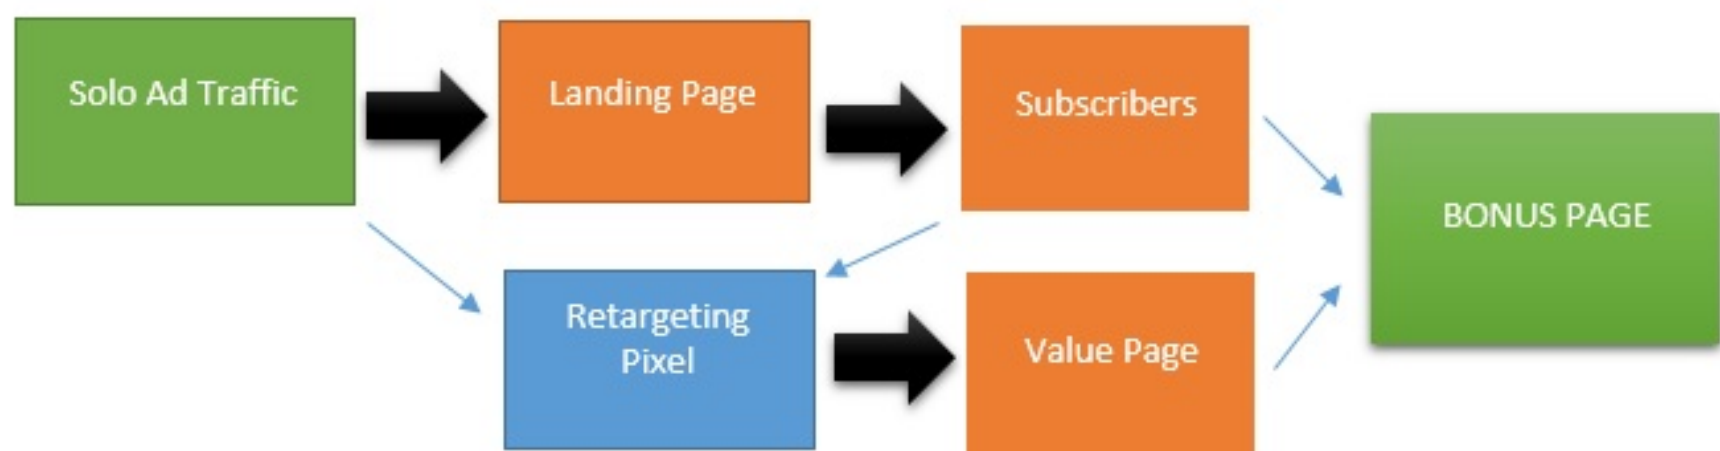 Solo Ad Traffic
Landing Page
Subscribers
BONUS PAGE
Retargeting
Pixel
Value Page